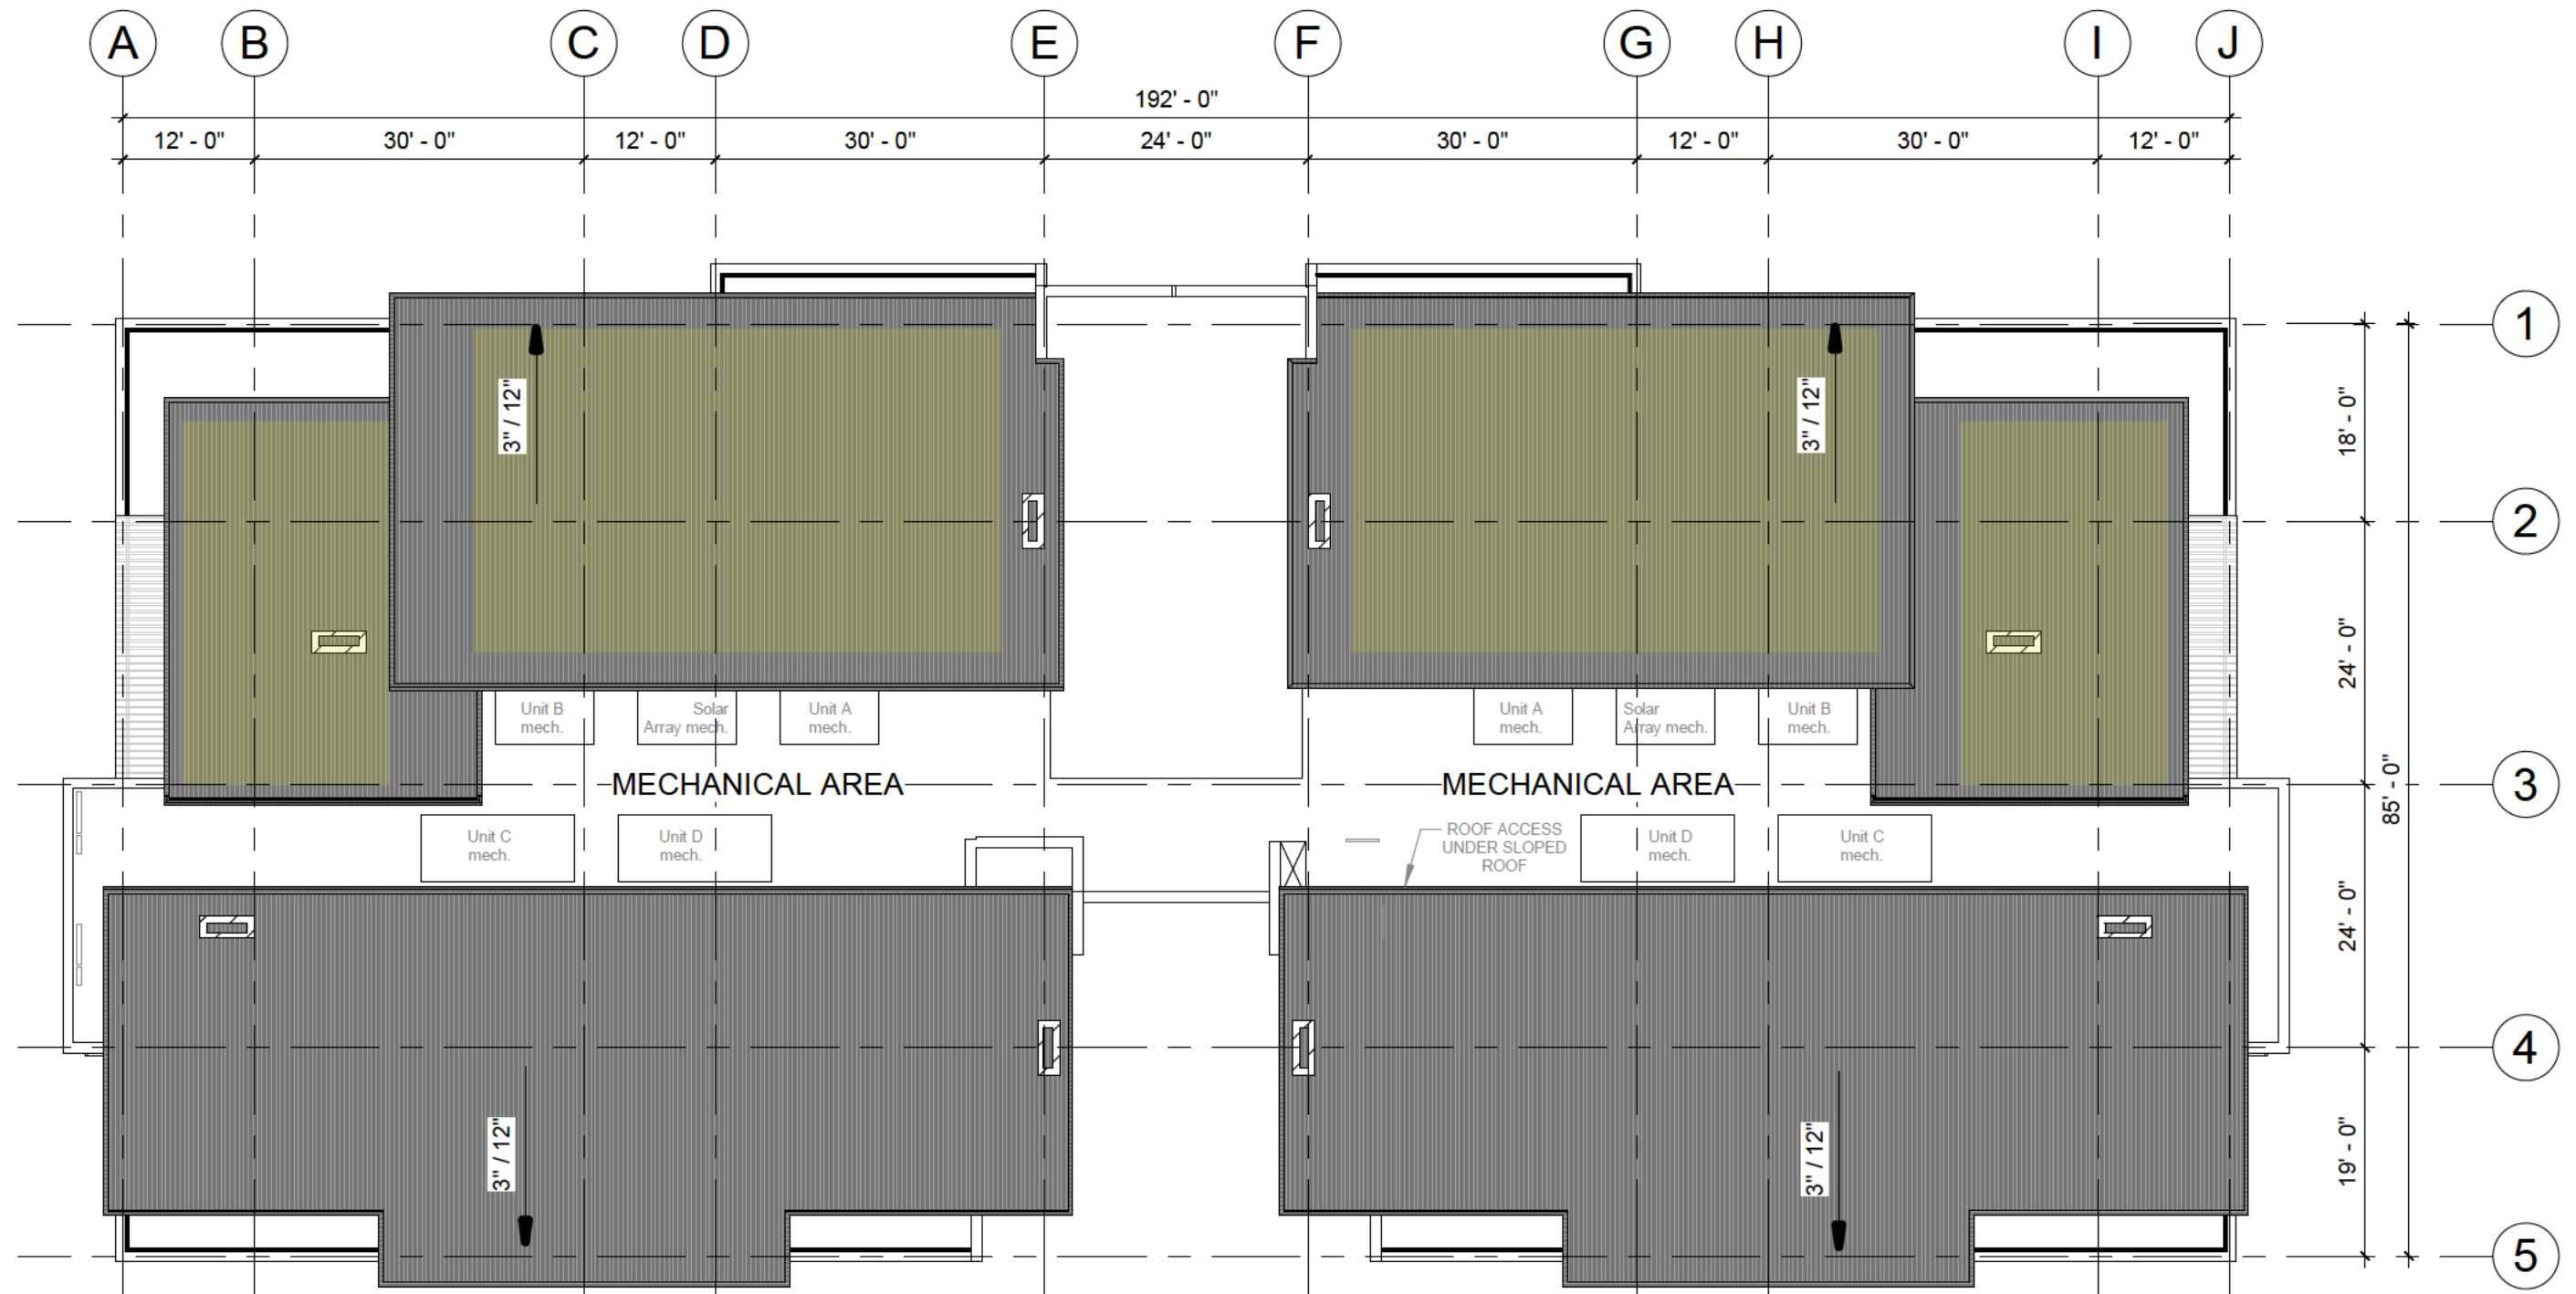 A B C D E F G H I J
192' - 0"
12' - 0" 30' - 0" 12' - 0" 30' - 0" 24' - 0" 30' - 0" 12' - 0" 30' - 0" 12' - 0"
1
3" / 12"
3" / 12"
18' - 0"
2
24' - 0"
Unit B
mech.
Solar
Array mech.
Unit A
mech.
Unit A
mech.
Solar
Array mech.
Unit B
mech.
MECHANICAL AREA
MECHANICAL AREA
3
85' - 0"
Unit C
mech.
Unit D
mech.
ROOF ACCESS
UNDER SLOPED
ROOF
Unit D
mech.
Unit C
mech.
24' - 0"
4
3" / 12"
3" / 12"
19' - 0"
5